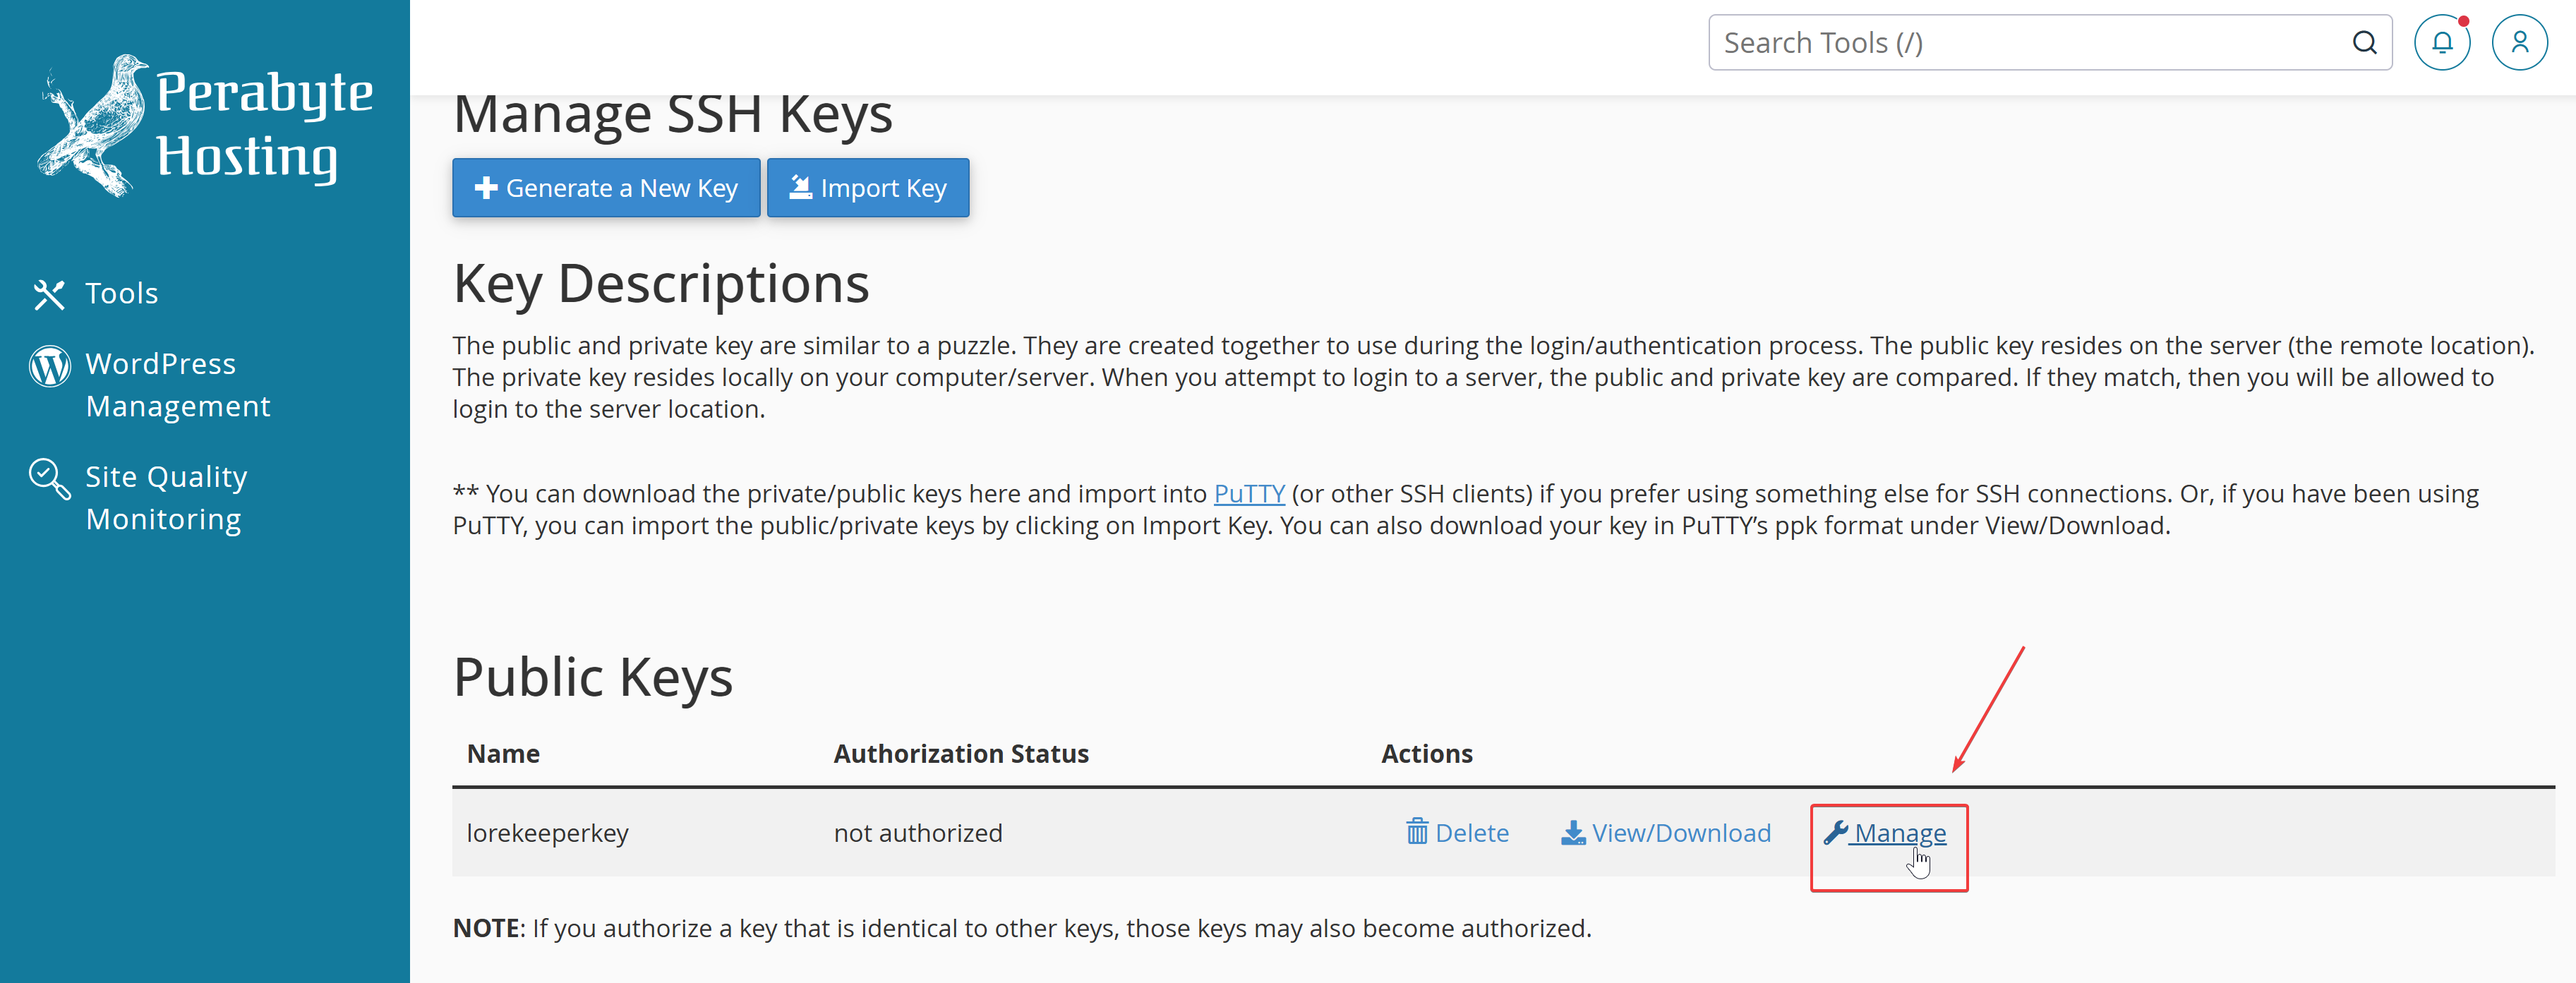 Perabyte
Hosting
Search Tools (/)
Tools
WordPress
Management
Site Quality
Monitoring
Manage SSH Keys
Generate a New Key
Import Key
Key Descriptions
The public and private key are similar to a puzzle. They are created together to use during the login/authentication process. The public key resides on the server (the remote location).
The private key resides locally on your computer/server. When you attempt to login to a server, the public and private key are compared. If they match, then you will be allowed to
login to the server location.
** You can download the private/public keys here and import into PuTTY (or other SSH clients) if you prefer using something else for SSH connections. Or, if you have been using
PuTTY, you can import the public/private keys by clicking on Import Key. You can also download your key in PuTTY’s ppk format under View/Download.
Public Keys
Name Authorization Status Actions
lorekeeperkey not authorized Delete View/Download Manage
NOTE: If you authorize a key that is identical to other keys, those keys may also become authorized.